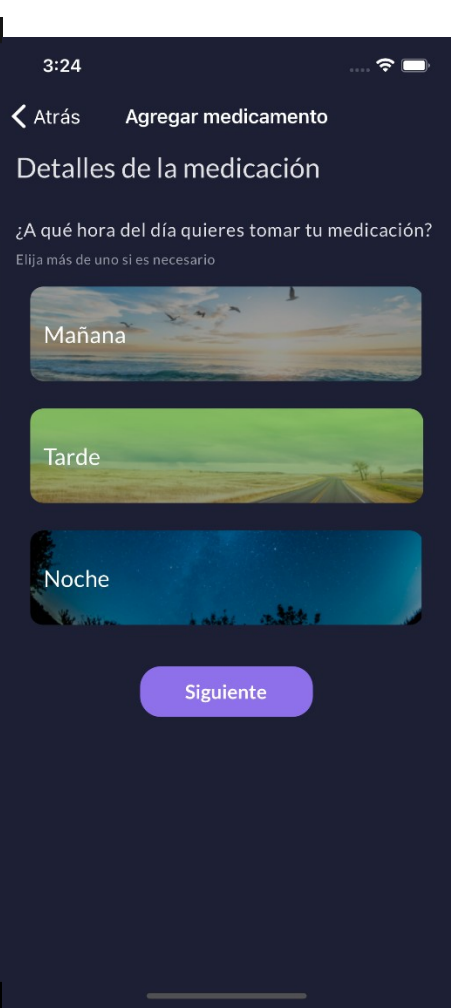 3:24
Atrás Agregar medicamento
Detalles de la medicación
¿A qué hora del día quieres tomar tu medicación?
Elija más de uno si es necesario
Mañana
Tarde
Noche
Siguiente